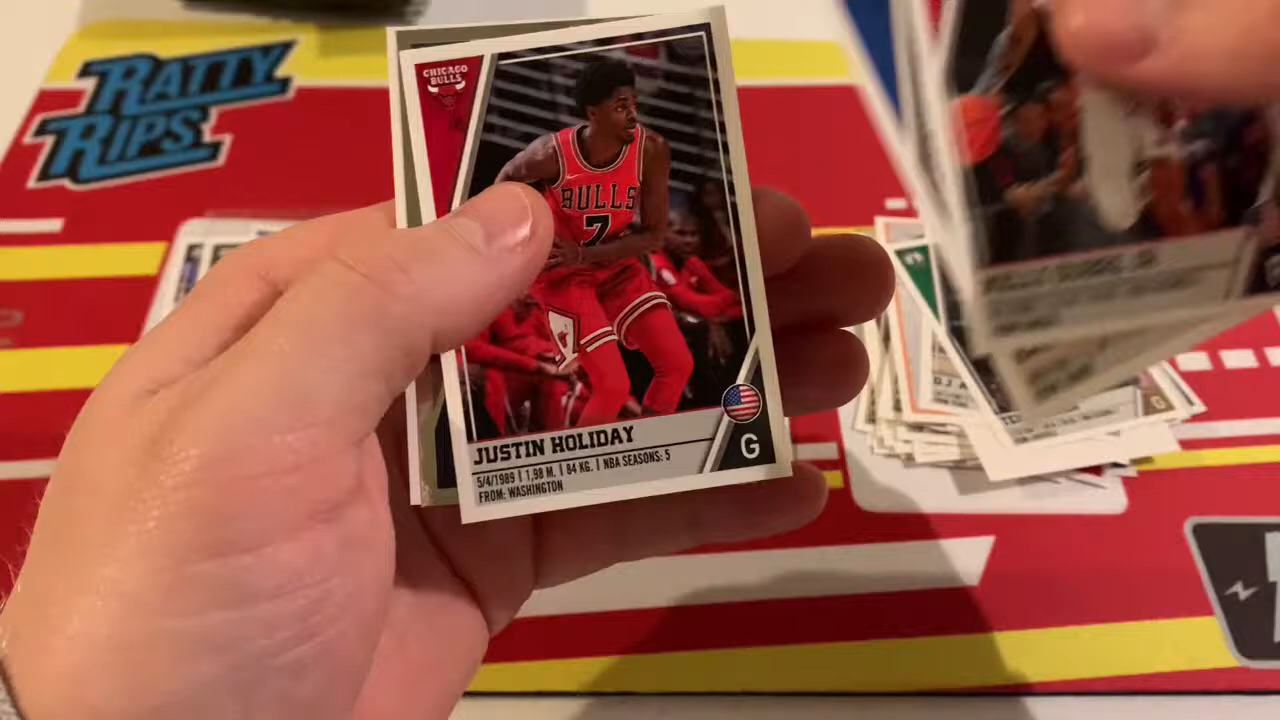 RATTY
RIPS
CHICAGO
BULLS
BULLS
7
JUSTIN HOLIDAY
5/4/1989 | 1,98 M. | 84 KG. | NBA SEASONS: 5
FROM: WASHINGTON
G
DJ A
G